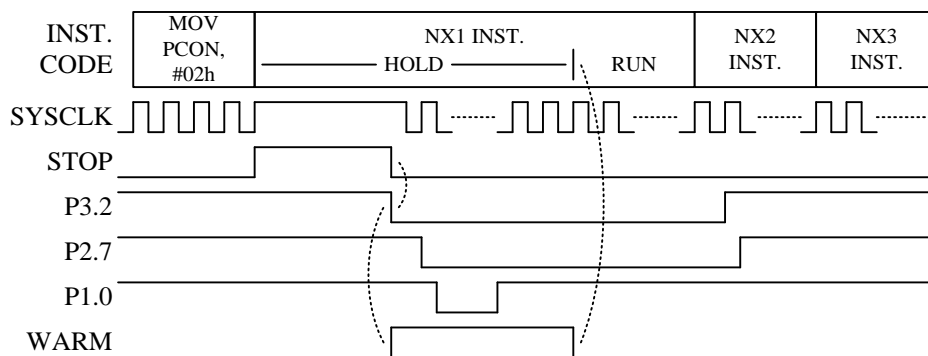 INST.
CODE
MOV
PCON,
#02h
NX1 INST.
HOLD
RUN
NX2
INST.
NX3
INST.
SYSCLK
STOP
P3.2
P2.7
P1.0
WARM